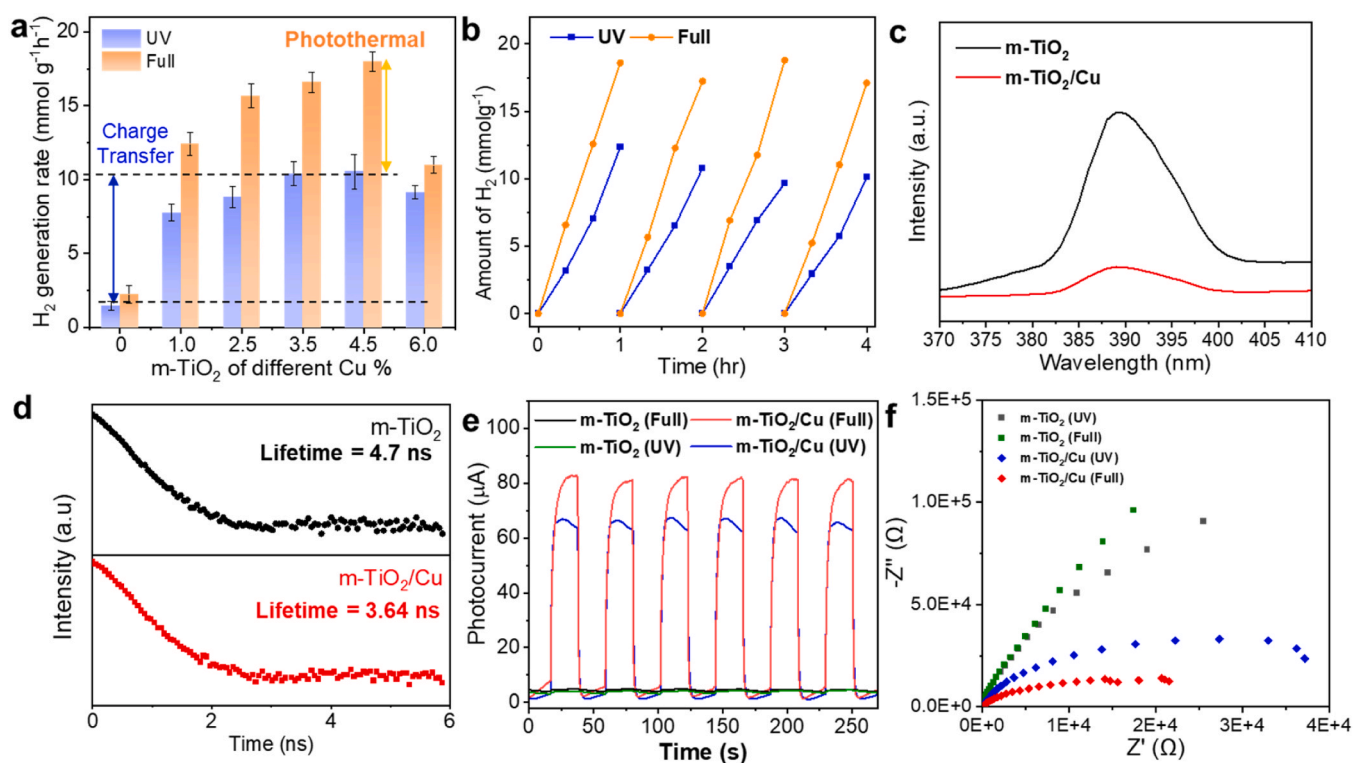 a
UV
Full
Photothermal
Charge
Transfer
H₂ generation rate (mmol g⁻¹h⁻¹)
20
15
10
5
0
0 1.0 2.5 3.5 4.5 6.0
m-TiO₂ of different Cu %
b
UV Full
Amount of H₂ (mmolg⁻¹)
20
15
10
5
0
0 1 2 3 4
Time (hr)
c
m-TiO₂
m-TiO₂/Cu
Intensity (a.u.)
370 375 380 385 390 395 400 405 410
Wavelength (nm)
d
m-TiO₂
Lifetime = 4.7 ns
m-TiO₂/Cu
Lifetime = 3.64 ns
Intensity (a.u)
0 2 4 6
Time (ns)
e
m-TiO₂ (Full) m-TiO₂/Cu (Full)
m-TiO₂ (UV) m-TiO₂/Cu (UV)
Photocurrent (μA)
100
80
60
40
20
0
0 50 100 150 200 250
Time (s)
f
m-TiO₂ (UV)
m-TiO₂ (Full)
m-TiO₂/Cu (UV)
m-TiO₂/Cu (Full)
-Z'' (Ω)
1.5E+5
1.0E+5
5.0E+4
0.0E+0
0E+0 1E+4 2E+4 3E+4 4E+4
Z' (Ω)